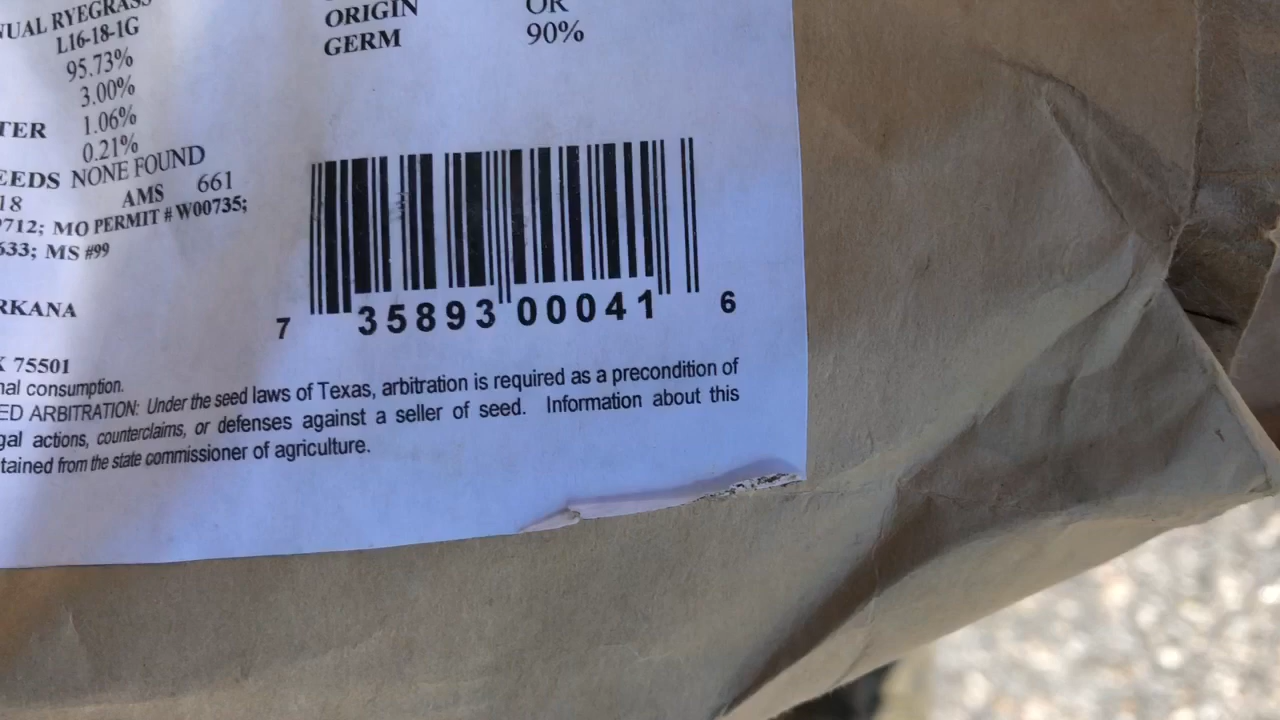 ANNUAL RYEGRASS ORIGIN OR
L16-18-1G GERM 90%
95.73%
3.00%
TER 1.06%
0.21%
EEDS NONE FOUND
18 AMS 661
9712; MO PERMIT # W00735;
633; MS #99
RKANA
7 35893 00041 6
X 75501
nal consumption.
ED ARBITRATION: Under the seed laws of Texas, arbitration is required as a precondition of
gal actions, counterclaims, or defenses against a seller of seed. Information about this
tained from the state commissioner of agriculture.